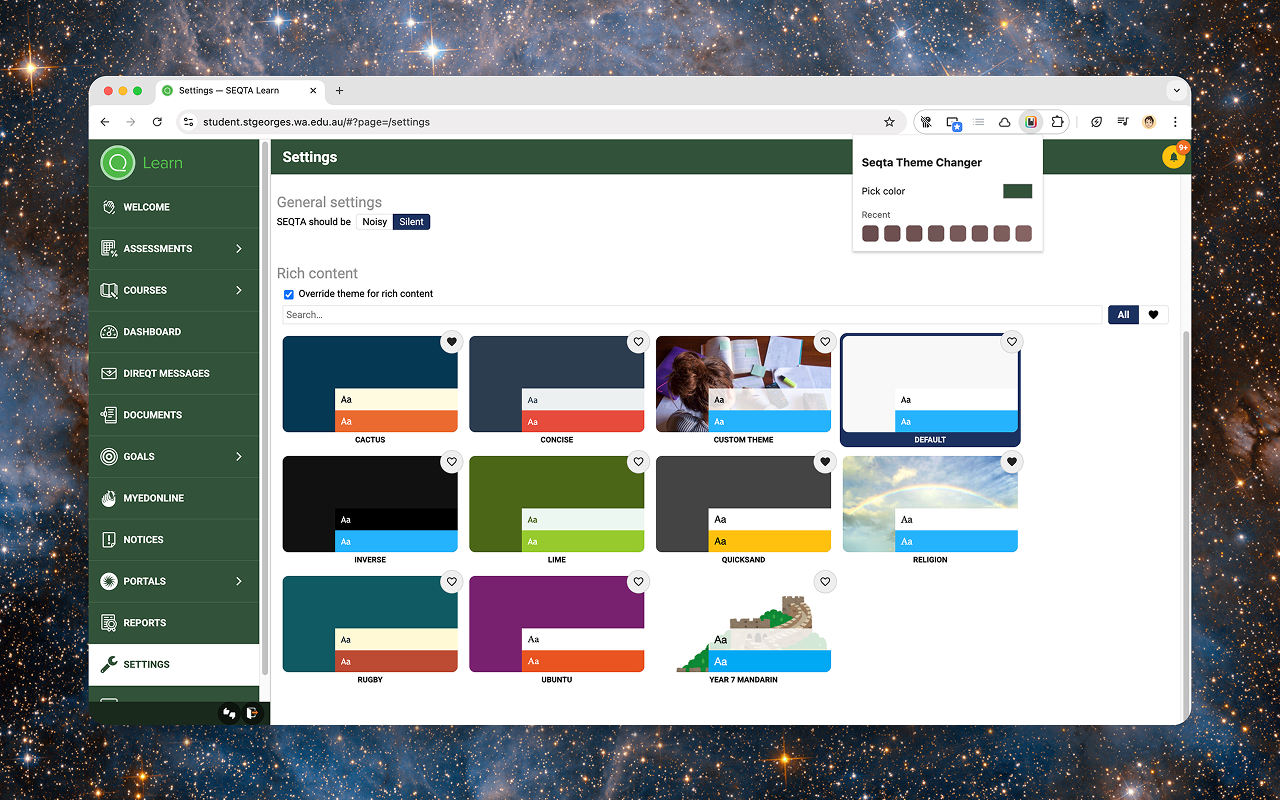 Settings — SEQTA Learn
student.stgeorges.wa.edu.au/#?page=/settings
Learn
WELCOME
ASSESSMENTS
COURSES
DASHBOARD
DIREQT MESSAGES
DOCUMENTS
GOALS
MYEDONLINE
NOTICES
PORTALS
REPORTS
SETTINGS
Settings
9+
Seqta Theme Changer
Pick color
Recent
General settings
SEQTA should be Noisy Silent
Rich content
Override theme for rich content
Search...
All
Aa
Aa
CACTUS
Aa
Aa
CONCISE
Aa
Aa
CUSTOM THEME
Aa
Aa
DEFAULT
Aa
Aa
INVERSE
Aa
Aa
LIME
Aa
Aa
QUICKSAND
Aa
Aa
RELIGION
Aa
Aa
RUGBY
Aa
Aa
UBUNTU
Aa
Aa
YEAR 7 MANDARIN